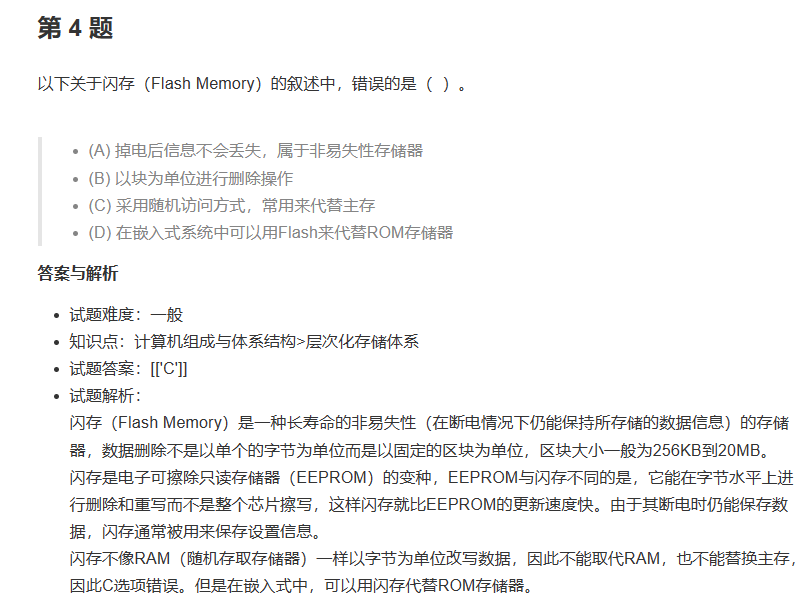 第 4 题
以下关于闪存（Flash Memory）的叙述中，错误的是（ ）。
(A) 掉电后信息不会丢失，属于非易失性存储器
(B) 以块为单位进行删除操作
(C) 采用随机访问方式，常用来代替主存
(D) 在嵌入式系统中可以用Flash来代替ROM存储器
答案与解析
试题难度：一般
知识点：计算机组成与体系结构>层次化存储体系
试题答案：[['C']]
试题解析：
闪存（Flash Memory）是一种长寿命的非易失性（在断电情况下仍能保持所存储的数据信息）的存储
器，数据删除不是以单个的字节为单位而是以固定的区块为单位，区块大小一般为256KB到20MB。
闪存是电子可擦除只读存储器（EEPROM）的变种，EEPROM与闪存不同的是，它能在字节水平上进
行删除和重写而不是整个芯片擦写，这样闪存就比EEPROM的更新速度快。由于其断电时仍能保存数
据，闪存通常被用来保存设置信息。
闪存不像RAM（随机存取存储器）一样以字节为单位改写数据，因此不能取代RAM，也不能替换主存，
因此C选项错误。但是在嵌入式中，可以用闪存代替ROM存储器。